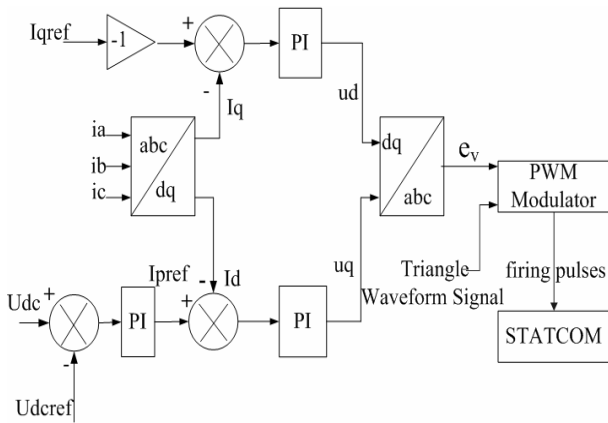 Iqref
-1
+
-
Iq
PI
ud
ia
ib
ic
abc
dq
dq
abc
e_v
PWM
Modulator
Triangle
Waveform Signal
firing pulses
STATCOM
Udc
+
-
Udcref
PI
Ipref
+
-
Id
PI
uq